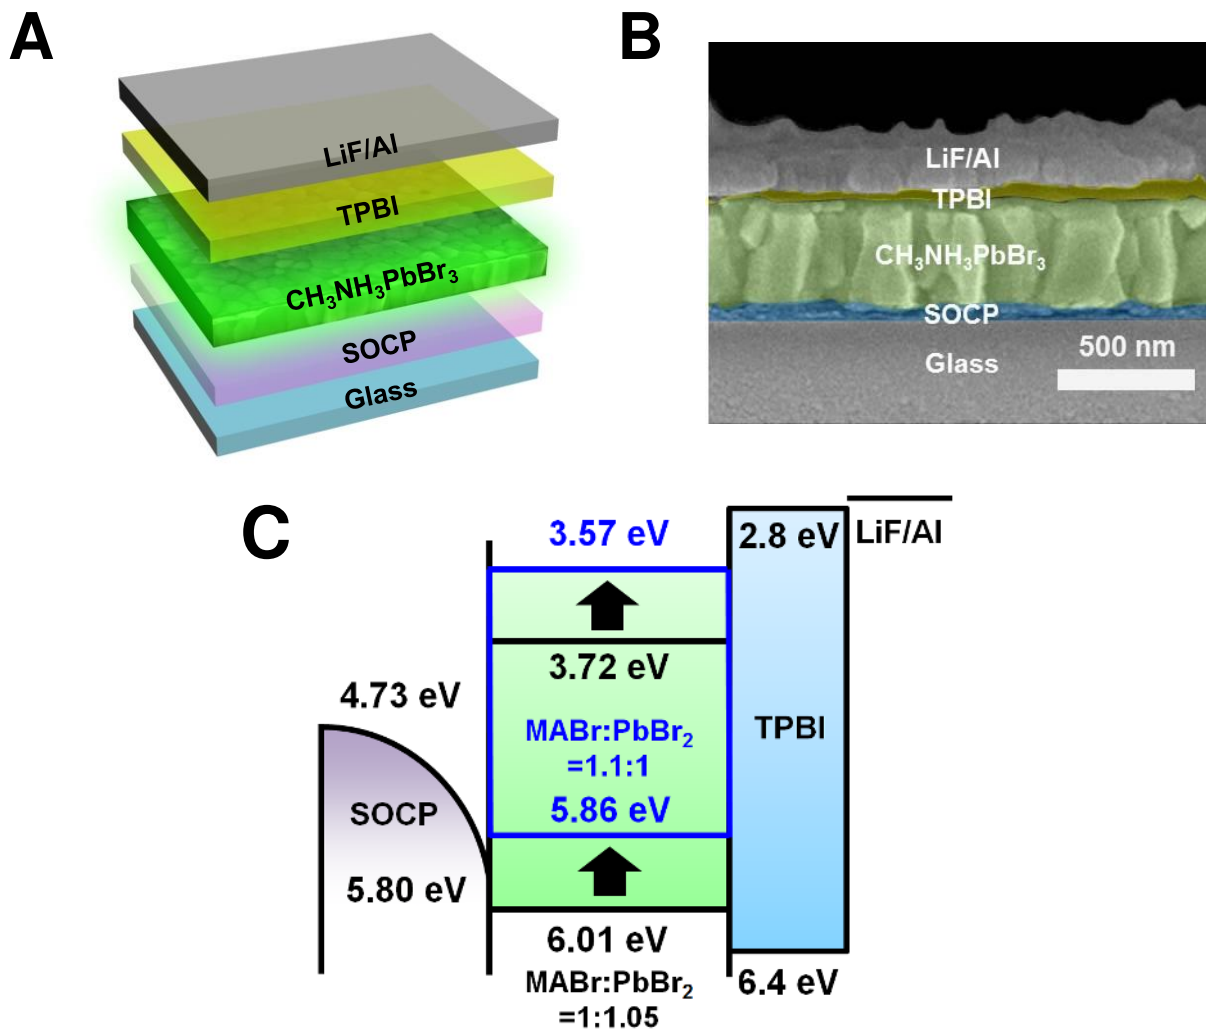 A
LiF/Al
TPBI
CH₃NH₃PbBr₃
SOCP
Glass
B
LiF/Al
TPBI
CH₃NH₃PbBr₃
SOCP
500 nm
Glass
C
3.57 eV
2.8 eV
LiF/Al
3.72 eV
4.73 eV
MABr:PbBr₂
=1.1:1
TPBI
SOCP
5.86 eV
5.80 eV
6.01 eV
MABr:PbBr₂
=1:1.05
6.4 eV